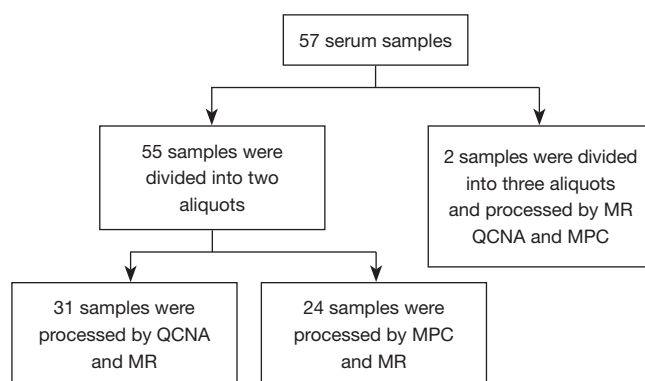 57 serum samples
55 samples were
divided into two
aliquots
2 samples were divided
into three aliquots
and processed by MR
QCNA and MPC
31 samples were
processed by QCNA
and MR
24 samples were
processed by MPC
and MR